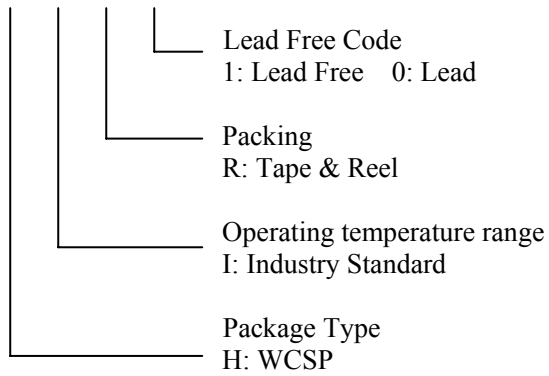 Lead Free Code
1: Lead Free 0: Lead
Packing
R: Tape & Reel
Operating temperature range
I: Industry Standard
Package Type
H: WCSP